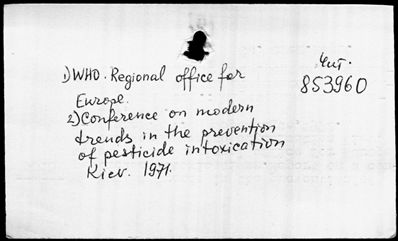 Чит.
853960
1) WHO. Regional office for
Europe.
2) Conference on modern
trends in the prevention
of pesticide intoxication
Kiev. 1971.